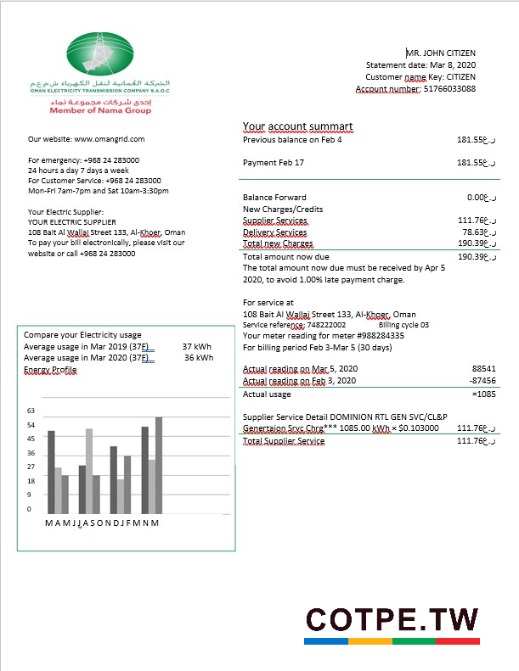 الشركة العُمانية لنقل الكهرباء ش.م.ع.م
OMAN ELECTRICITY TRANSMISSION COMPANY S.A.O.C
إحدى شركات مجموعة نماء
Member of Nama Group
MR. JOHN CITIZEN
Statement date: Mar 8, 2020
Customer name Key: CITIZEN
Account number: 51766033088
Our website: www.omangrid.com
For emergency: +968 24 283000
24 hours a day 7 days a week
For Customer Service: +968 24 283000
Mon-Fri 7am-7pm and Sat 10am-3:30pm
Your Electric Supplier:
YOUR ELECTRIC SUPPLIER
108 Bait Al Wallaj Street 133, Al-Khoer, Oman
To pay your bill electronically, please visit our
website or call +968 24 283000
Your account summart
Previous balance on Feb 4 181.55ر.ع
Payment Feb 17 181.55ر.ع
Balance Forward 0.00ر.ع
New Charges/Credits
Supplier Services 111.76ر.ع
Delivery Services 78.63ر.ع
Total new Charges 190.39ر.ع
Total amount now due 190.39ر.ع
The total amount now due must be received by Apr 5
2020, to avoid 1.00% late payment charge.
For service at
108 Bait Al Wallaj Street 133, Al-Khoer, Oman
Service reference: 748222002 Billing cycle 03
Your meter reading for meter #988284335
For billing period Feb 3-Mar 5 (30 days)
Actual reading on Mar 5, 2020 88541
Actual reading on Feb 3, 2020 -87456
Actual usage =1085
Supplier Service Detail DOMINION RTL GEN SVC/CL&P
Genertaion Srvc Chrg*** 1085.00 kWh × $0.103000 111.76ر.ع
Total Supplier Service 111.76ر.ع
Compare your Electricity usage
Average usage in Mar 2019 (37F) 37 kWh
Average usage in Mar 2020 (37F) 36 kWh
Energy Profile
63
54
45
36
27
18
9
0
M A M J J A S O N D J F M N M
COTPE.TW